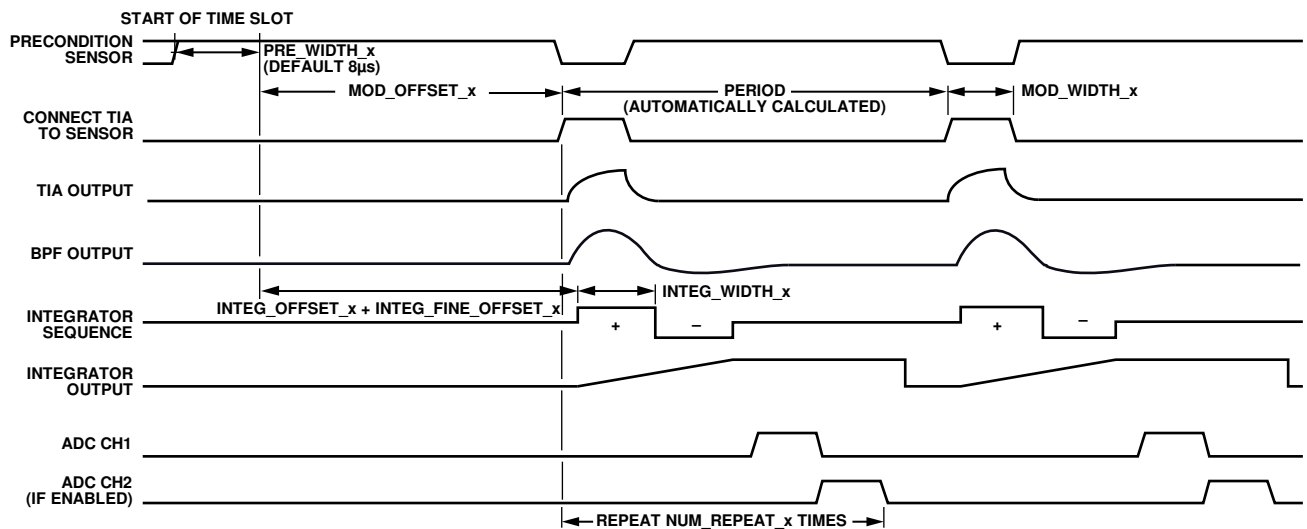 START OF TIME SLOT
PRECONDITION
SENSOR
PRE_WIDTH_x
(DEFAULT 8µs)
MOD_OFFSET_x
PERIOD
(AUTOMATICALLY CALCULATED)
MOD_WIDTH_x
CONNECT TIA
TO SENSOR
TIA OUTPUT
BPF OUTPUT
INTEG_OFFSET_x + INTEG_FINE_OFFSET_x
INTEG_WIDTH_x
INTEGRATOR
SEQUENCE
+ – + –
INTEGRATOR
OUTPUT
ADC CH1
ADC CH2
(IF ENABLED)
REPEAT NUM_REPEAT_x TIMES